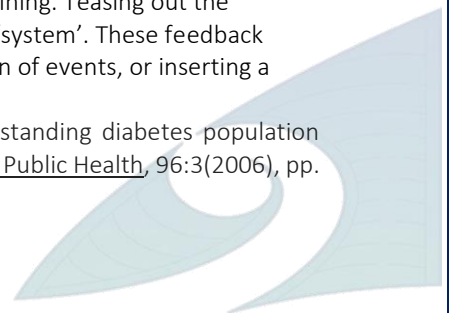 ining. Teasing out the
system’. These feedback
n of events, or inserting a
standing diabetes population
Public Health, 96:3(2006), pp.